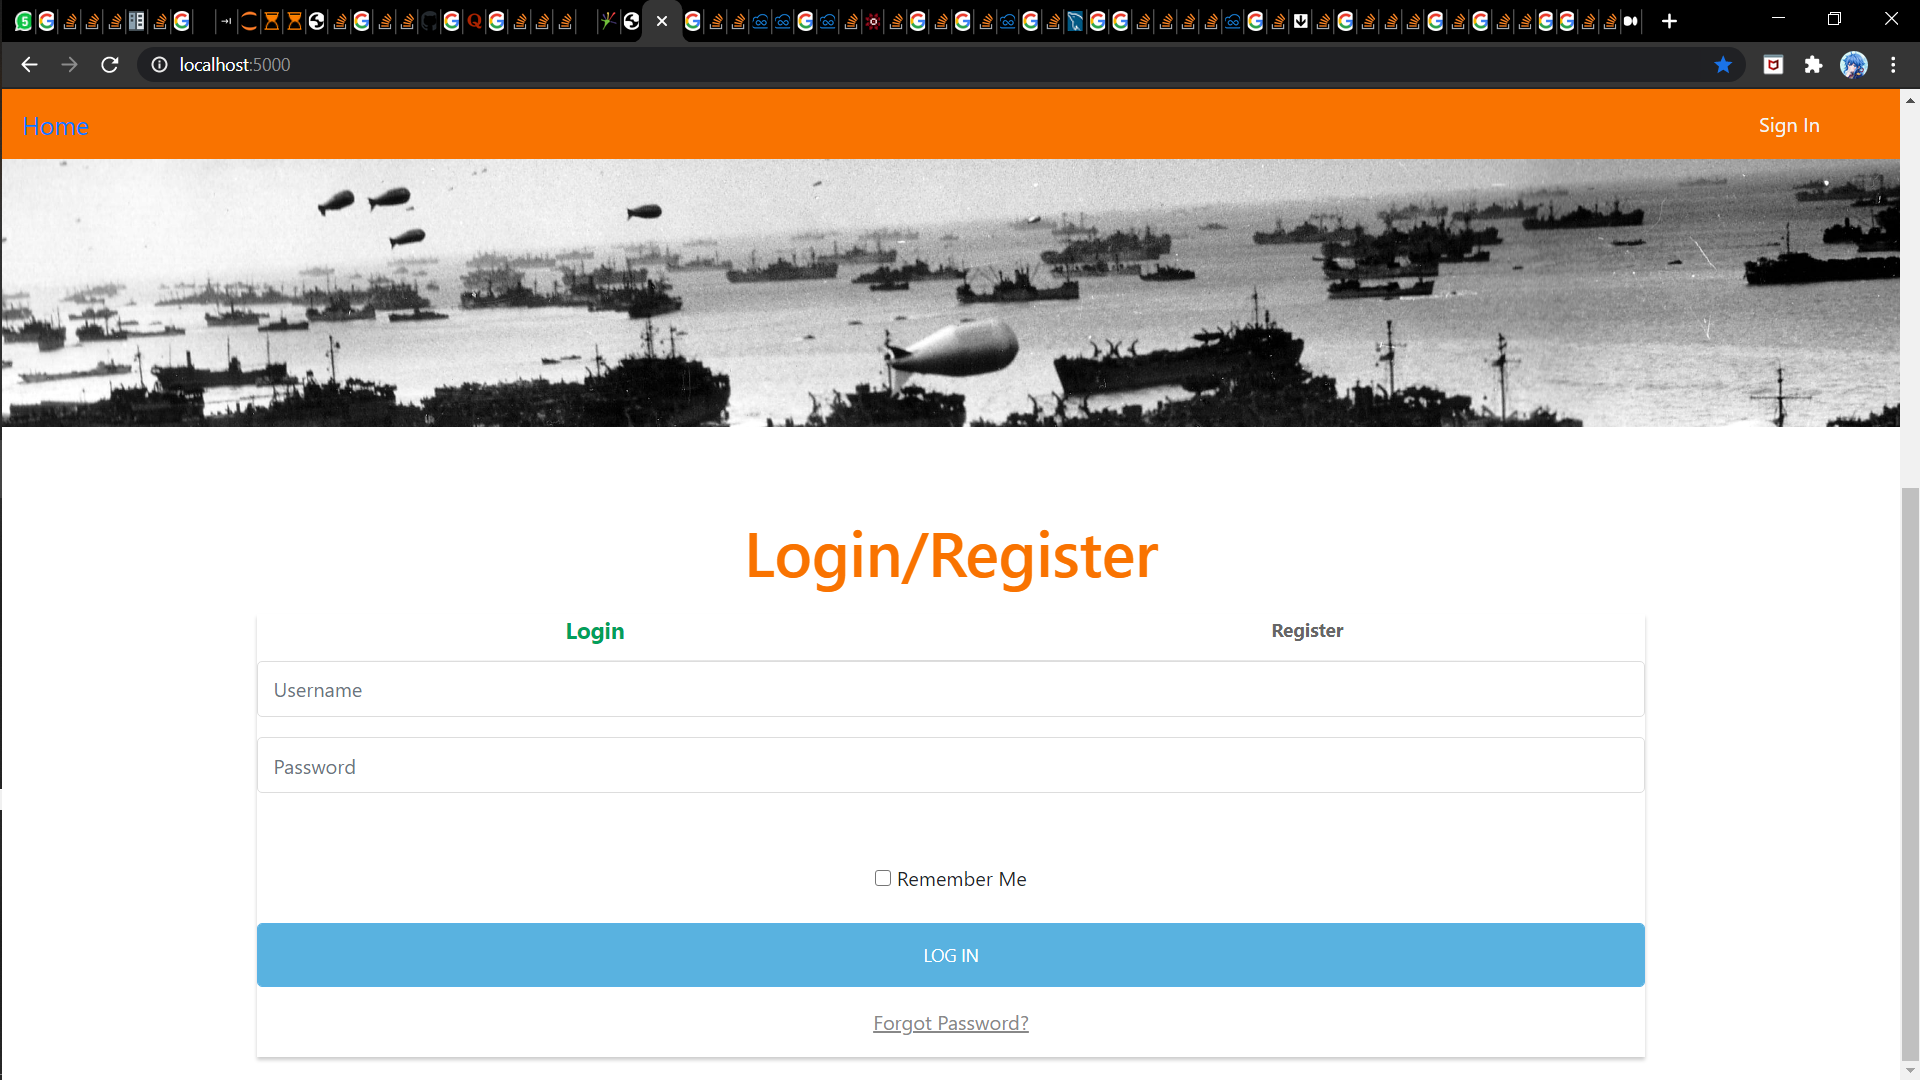 localhost:5000
Home
Sign In
Login/Register
Login
Register
Username
Password
Remember Me
LOG IN
Forgot Password?